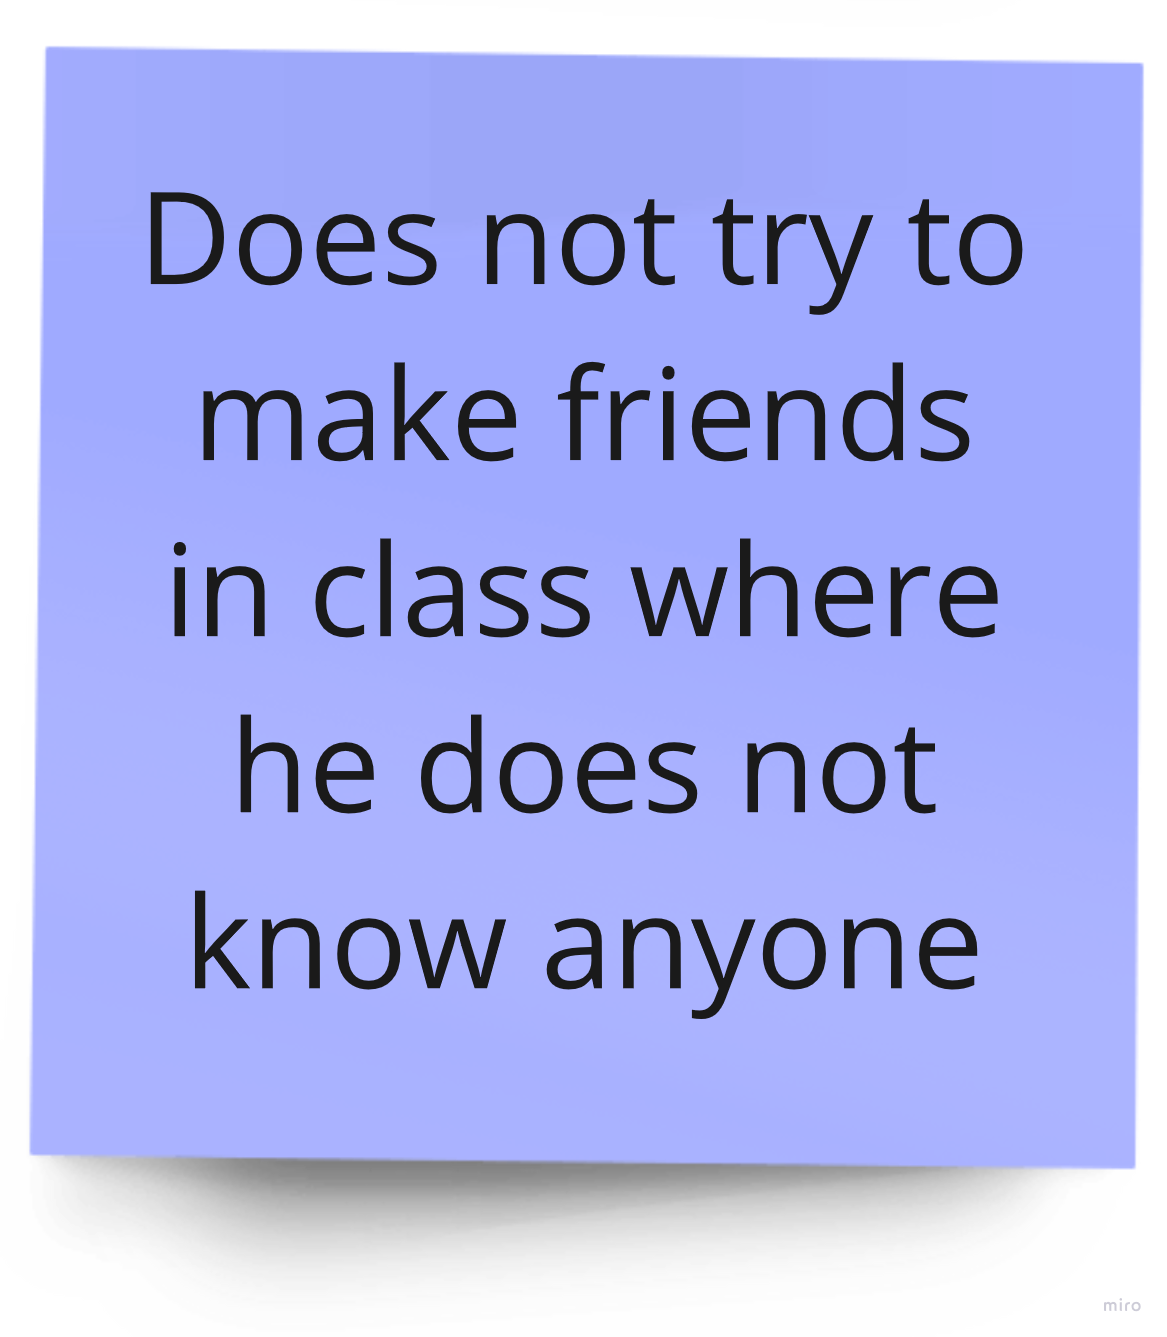 Does not try to
make friends
in class where
he does not
know anyone
miro